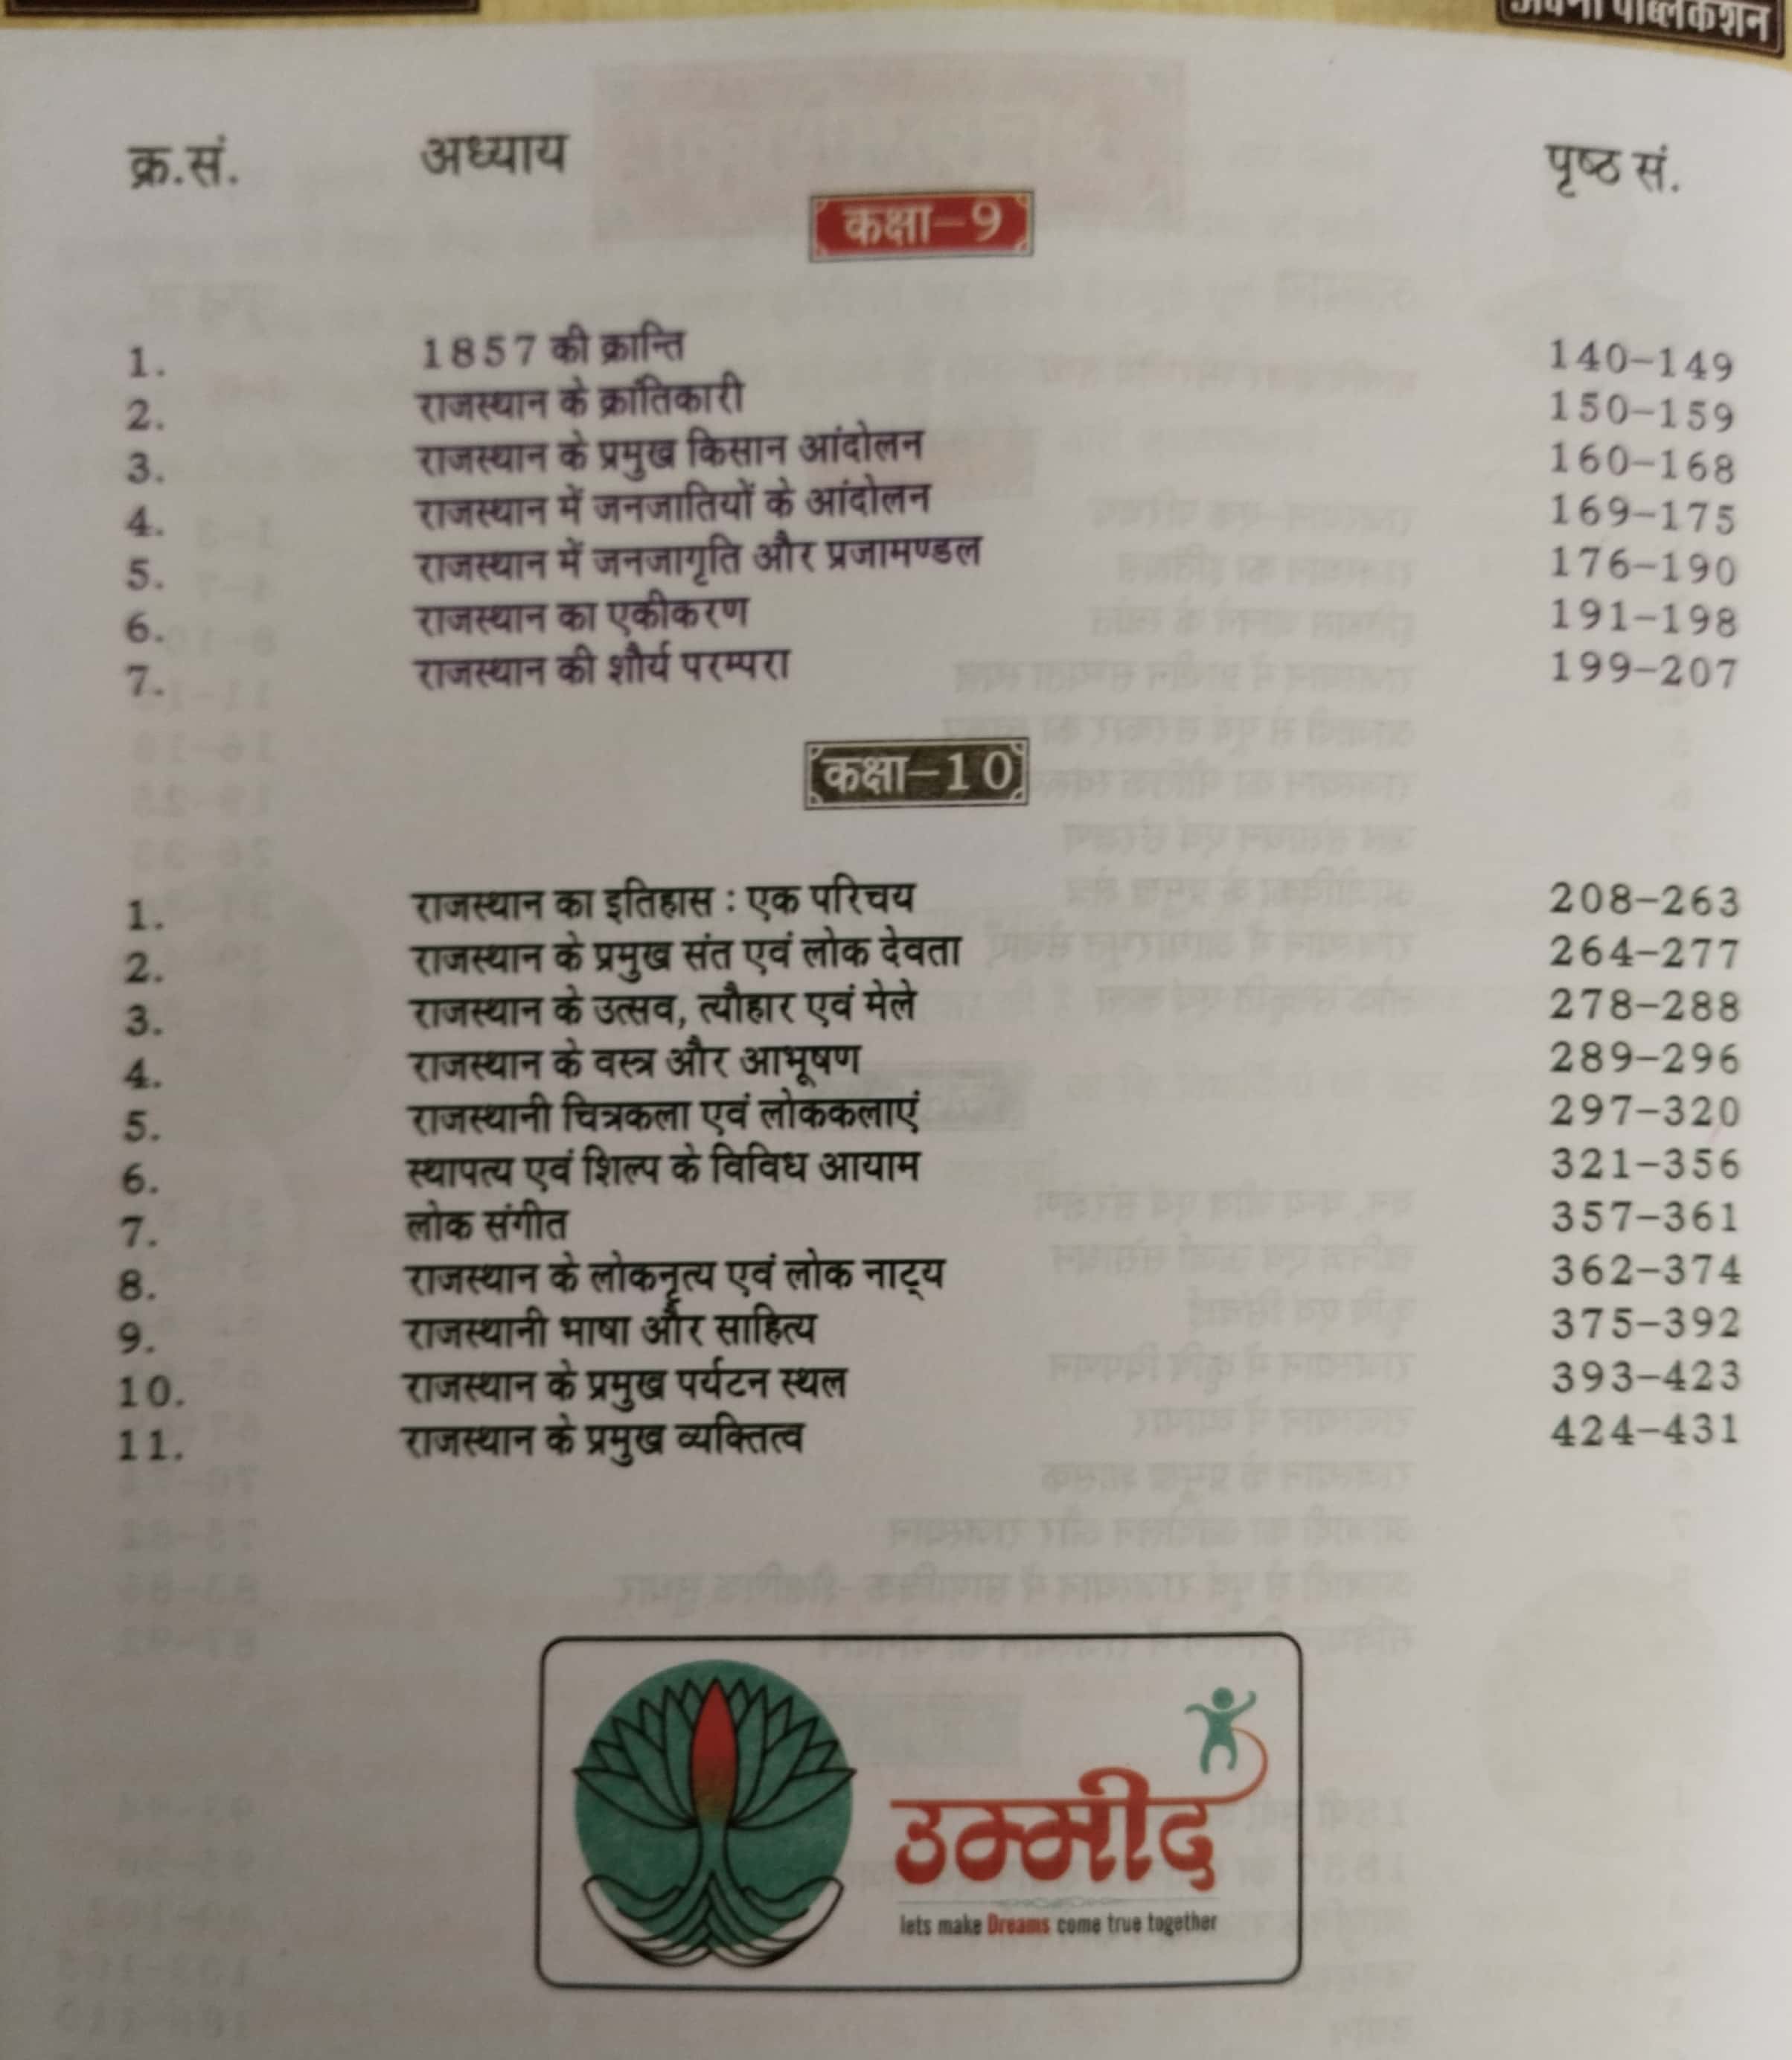 पब्लिकेशन
क्र.सं. अध्याय पृष्ठ सं.
कक्षा-9
1. 1857 की क्रान्ति 140-149
2. राजस्थान के क्रांतिकारी 150-159
3. राजस्थान के प्रमुख किसान आंदोलन 160-168
4. राजस्थान में जनजातियों के आंदोलन 169-175
5. राजस्थान में जनजागृति और प्रजामण्डल 176-190
6. राजस्थान का एकीकरण 191-198
7. राजस्थान की शौर्य परम्परा 199-207
कक्षा-10
1. राजस्थान का इतिहास : एक परिचय 208-263
2. राजस्थान के प्रमुख संत एवं लोक देवता 264-277
3. राजस्थान के उत्सव, त्यौहार एवं मेले 278-288
4. राजस्थान के वस्त्र और आभूषण 289-296
5. राजस्थानी चित्रकला एवं लोककलाएं 297-320
6. स्थापत्य एवं शिल्प के विविध आयाम 321-356
7. लोक संगीत 357-361
8. राजस्थान के लोकनृत्य एवं लोक नाट्य 362-374
9. राजस्थानी भाषा और साहित्य 375-392
10. राजस्थान के प्रमुख पर्यटन स्थल 393-423
11. राजस्थान के प्रमुख व्यक्तित्व 424-431
उम्मीद
lets make Dreams come true together